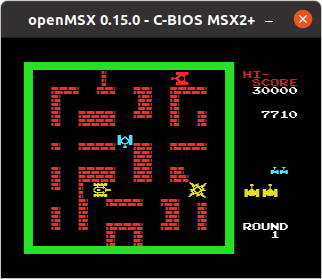 openMSX 0.15.0 - C-BIOS MSX2+
HI-
SCORE
30000
7710
ROUND
1